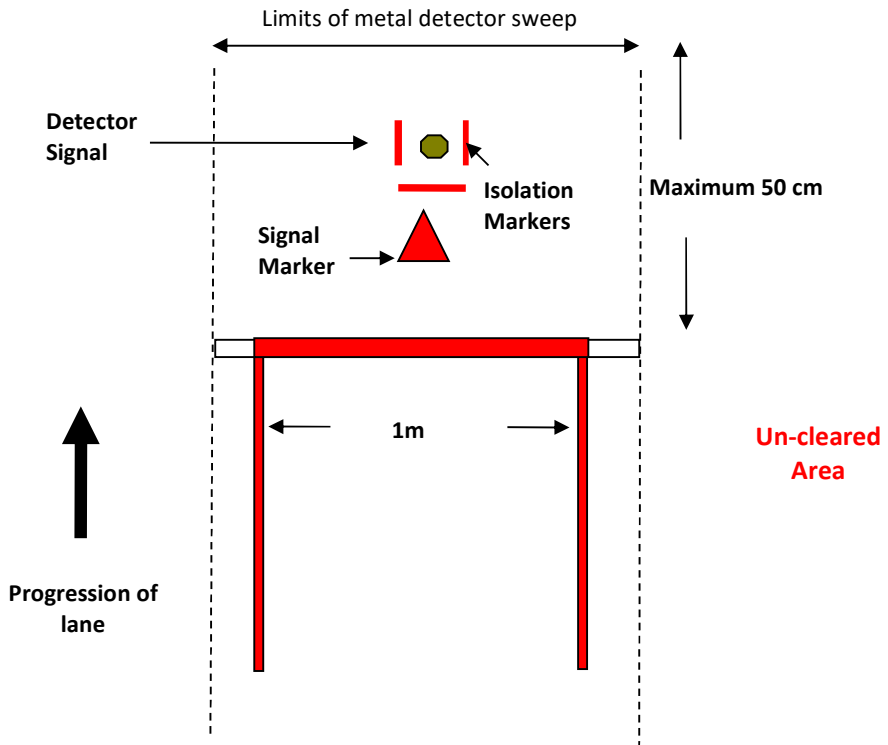 Limits of metal detector sweep
Detector
Signal
Isolation
Markers
Maximum 50 cm
Signal
Marker
1m
Un-cleared
Area
Progression of
lane